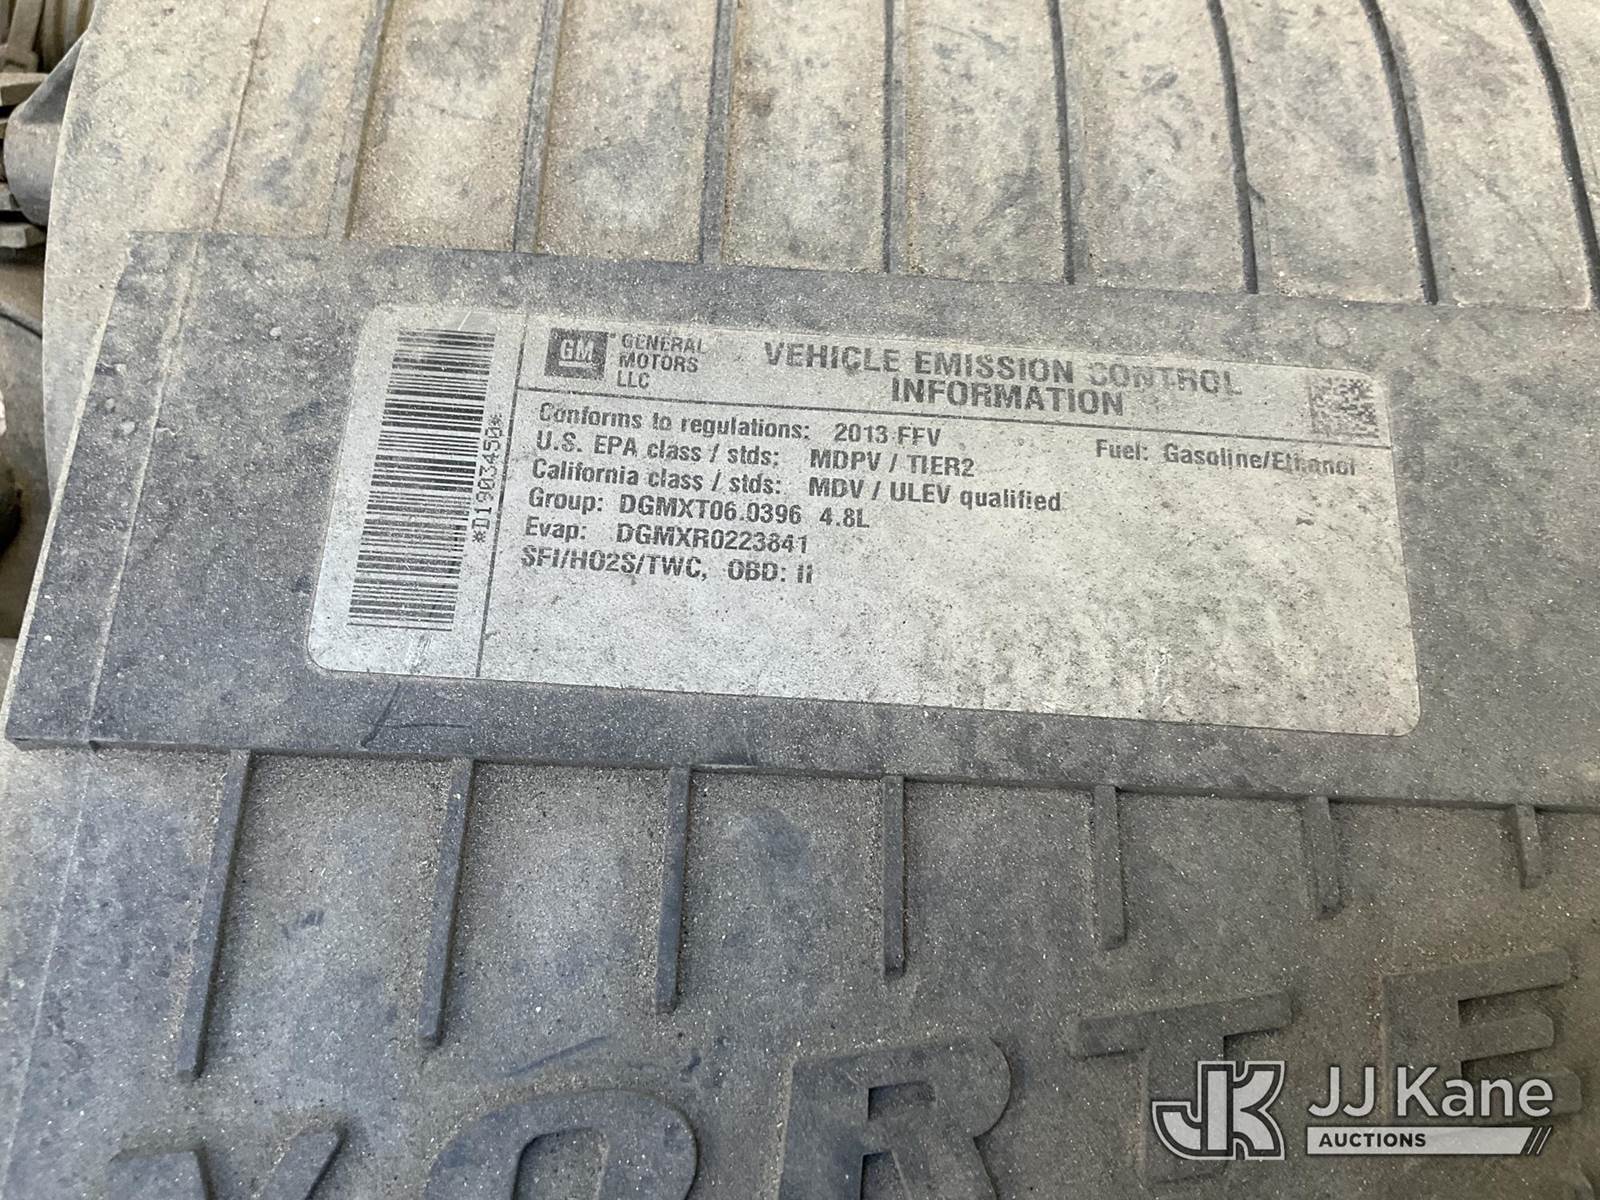 GM GENERAL
MOTORS
LLC
VEHICLE EMISSION CONTROL
INFORMATION
Conforms to regulations: 2013 FFV
Fuel: Gasoline/Ethanol
U.S. EPA class / stds: MDPV / TIER2
California class / stds: MDV / ULEV qualified
Group: DGMXT06.0396 4.8L
Evap: DGMXR0223841
SFI/HO2S/TWC, OBD: II
*D1903450*
VORTE
JK JJ Kane
AUCTIONS